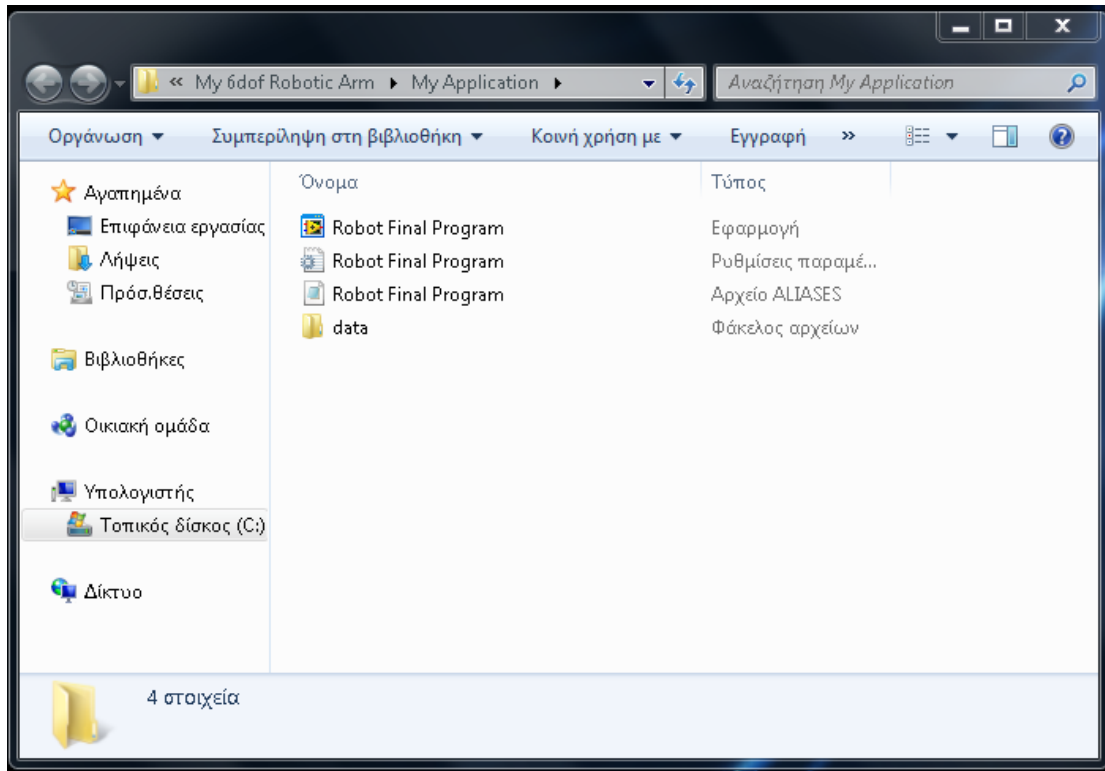 « My 6dof Robotic Arm My Application Αναζήτηση My Application
Οργάνωση Συμπερίληψη στη βιβλιοθήκη Κοινή χρήση με Εγγραφή »
Αγαπημένα
Επιφάνεια εργασίας
Λήψεις
Πρόσ.θέσεις
Βιβλιοθήκες
Οικιακή ομάδα
Υπολογιστής
Τοπικός δίσκος (C:)
Δίκτυο
Όνομα Τύπος
Robot Final Program Εφαρμογή
Robot Final Program Ρυθμίσεις παραμέ...
Robot Final Program Αρχείο ALIASES
data Φάκελος αρχείων
4 στοιχεία